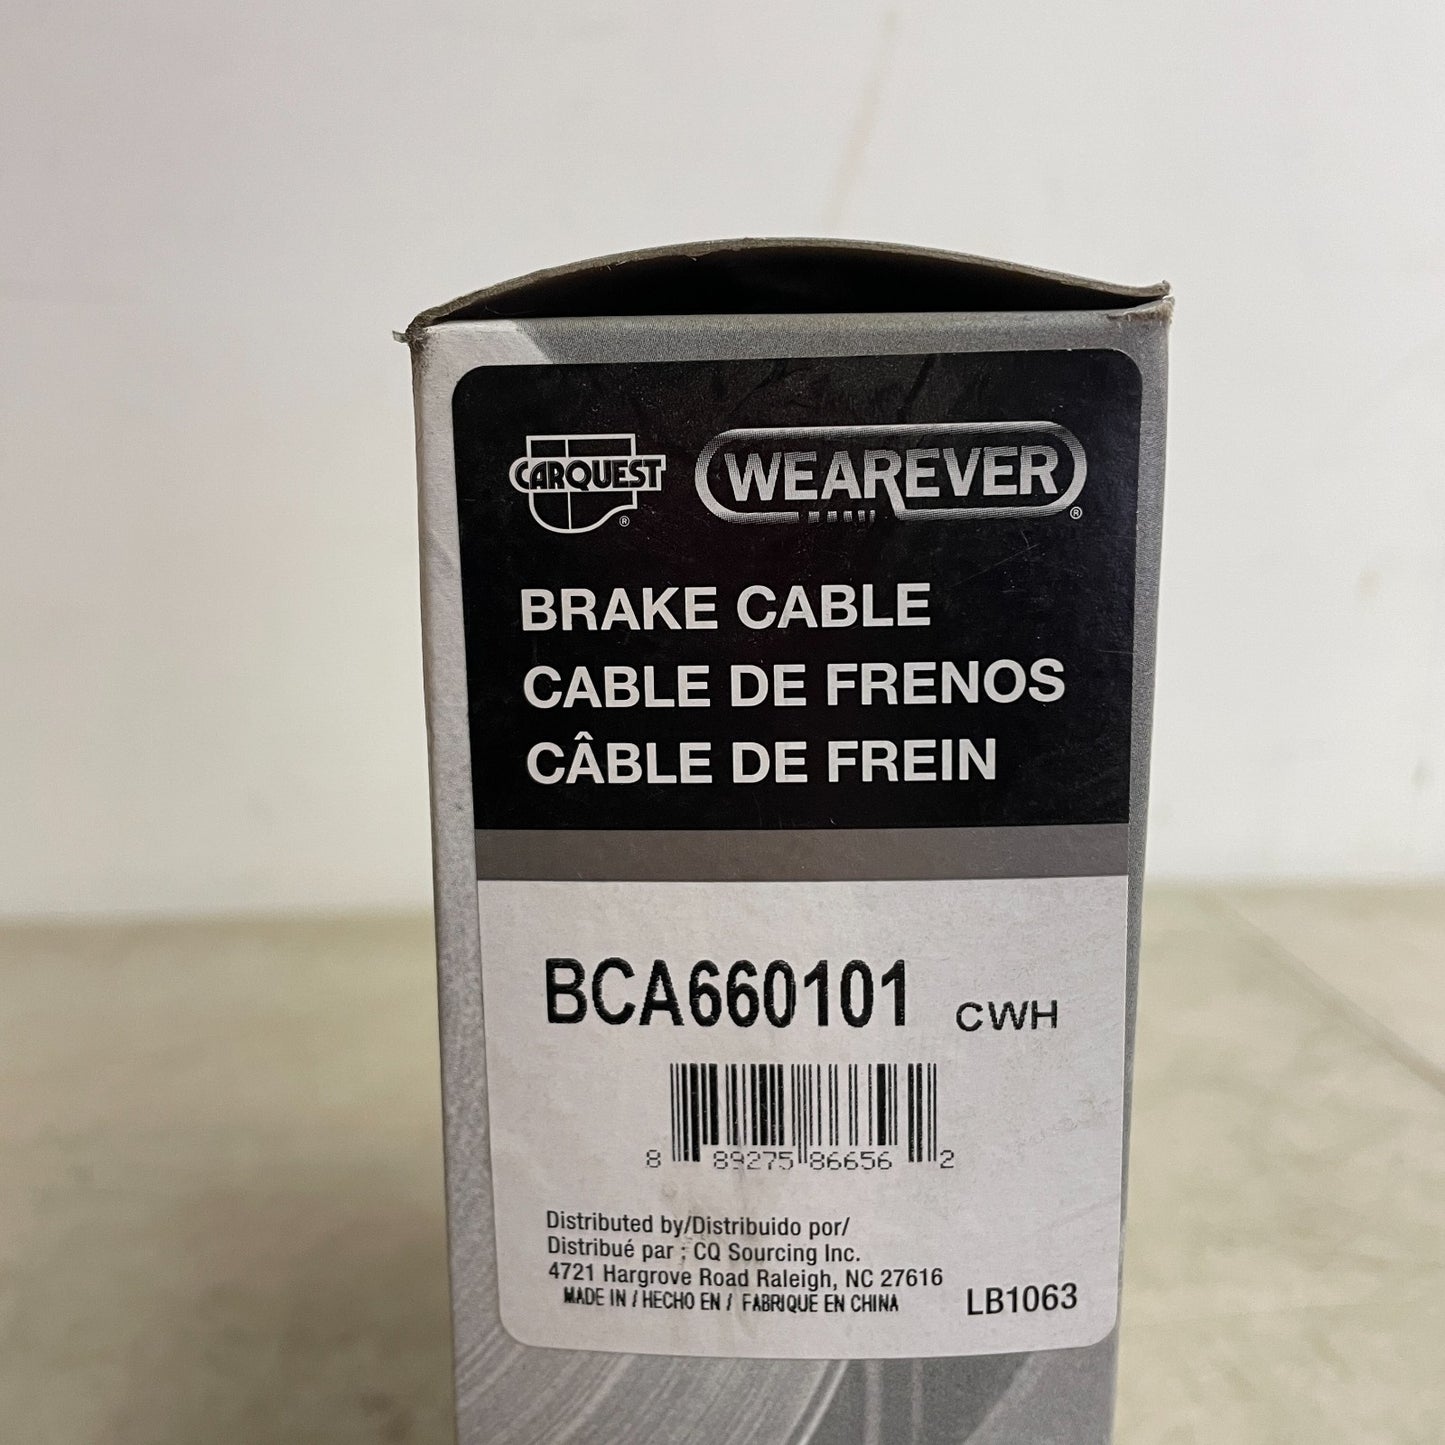 CARQUEST ® WEAREVER ®
BRAKE CABLE
CABLE DE FRENOS
CÂBLE DE FREIN
BCA660101 CWH
8 89275 86656 2
Distributed by/Distribuido por/
Distribué par : CQ Sourcing Inc.
4721 Hargrove Road Raleigh, NC 27616
MADE IN / HECHO EN / FABRIQUE EN CHINA
LB1063